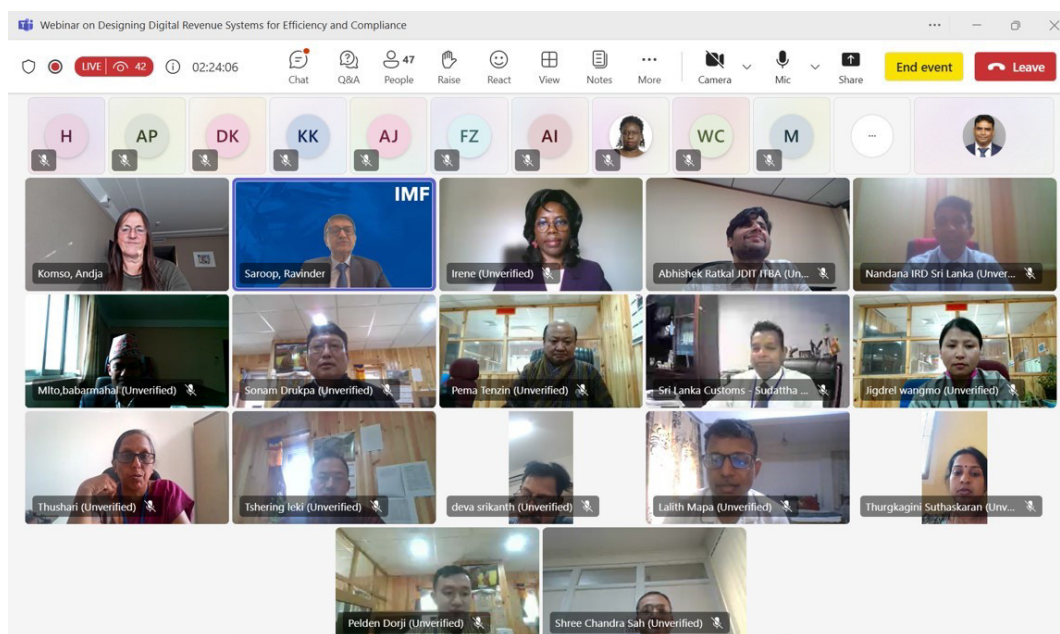 Webinar on Designing Digital Revenue Systems for Efficiency and Compliance
LIVE 42
02:24:06
Chat
Q&A
47
People
Raise
React
View
Notes
More
Camera
Mic
Share
End event
Leave
H
AP
DK
KK
AJ
FZ
AI
WC
M
IMF
Komso, Andja
Saroop, Ravinder
Irene (Unverified)
Abhishek Ratkal JDIT ITBA (Un...
Nandana IRD Sri Lanka (Unver...
Mlto,babarmahal (Unverified)
Sonam Drukpa (Unverified)
Pema Tenzin (Unverified)
Sri Lanka Customs - Sudattha ...
Jigdrel wangmo (Unverified)
Thushari (Unverified)
Tshering leki (Unverified)
deva srikanth (Unverified)
Lalith Mapa (Unverified)
Thurgkagini Suthaskaran (Unv...
Pelden Dorji (Unverified)
Shree Chandra Sah (Unverified)